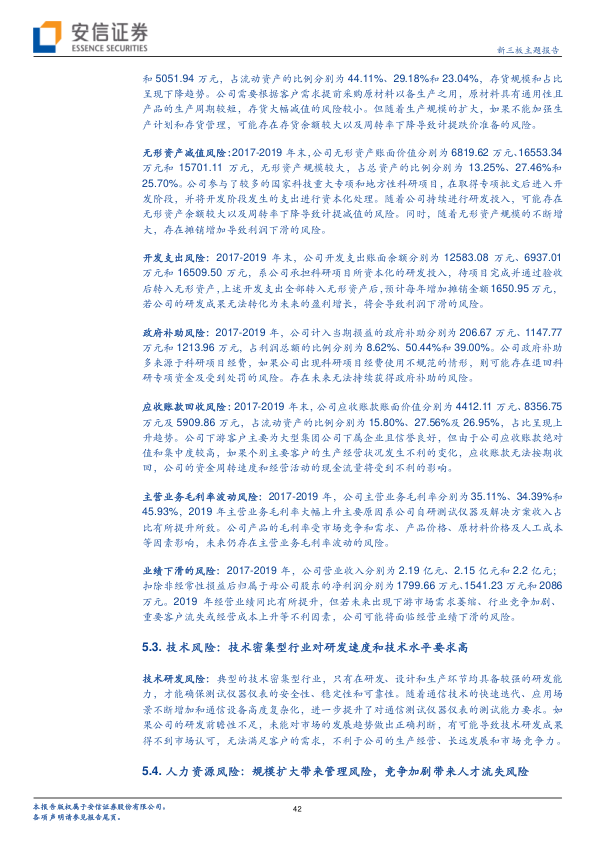 安信证券
ESSENCE SECURITIES
新三板主题报告
和 5051.94 万元，占流动资产的比例分别为 44.11%、29.18%和 23.04%，存货规模和占比
呈现下降趋势。公司需要根据客户需求提前采购原材料以备生产之用，原材料具有通用性且
产品的生产周期较短，存货大幅减值的风险较小。但随着生产规模的扩大，如果不能加强生
产计划和存货管理，可能存在存货余额较大以及周转率下降导致计提跌价准备的风险。
无形资产减值风险：2017-2019 年末，公司无形资产账面价值分别为 6819.62 万元、16553.34
万元和 15701.11 万元，无形资产规模较大，占总资产的比例分别为 13.25%、27.46%和
25.70%。公司参与了较多的国家科技重大专项和地方性科研项目，在取得专项批文后进入开
发阶段，并将开发阶段发生的支出进行资本化处理。随着公司持续进行研发投入，可能存在
无形资产余额较大以及周转率下降导致计提减值的风险。同时，随着无形资产规模的不断增
大，存在摊销增加导致利润下滑的风险。
开发支出风险：2017-2019 年末，公司开发支出账面余额分别为 12583.08 万元、6937.01
万元和 16509.50 万元，系公司承担科研项目所资本化的研发投入，待项目完成并通过验收
后转入无形资产，上述开发支出全部转入无形资产后，预计每年增加摊销金额1650.95 万元，
若公司的研发成果无法转化为未来的盈利增长，将会导致利润下滑的风险。
政府补助风险：2017-2019 年，公司计入当期损益的政府补助分别为 206.67 万元、1147.77
万元和 1213.96 万元，占利润总额的比例分别为 8.62%、50.44%和 39.00%。公司政府补助
多来源于科研项目经费，如果公司出现科研项目经费使用不规范的情形，则可能存在退回科
研专项资金及受到处罚的风险。存在未来无法持续获得政府补助的风险。
应收账款回收风险：2017-2019 年末，公司应收账款账面价值分别为 4412.11 万元、8356.75
万元及 5909.86 万元，占流动资产的比例分别为 15.80%、27.56%及 26.95%，占比呈现上
升趋势。公司下游客户主要为大型集团公司下属企业且信誉良好，但由于公司应收账款绝对
值和集中度较高，如果个别主要客户的生产经营状况发生不利的变化，应收账款无法按期收
回，公司的资金周转速度和经营活动的现金流量将受到不利的影响。
主营业务毛利率波动风险：2017-2019 年，公司主营业务毛利率分别为 35.11%、34.39%和
45.93%，2019 年主营业务毛利率大幅上升主要原因系公司自研测试仪器及解决方案收入占
比有所提升所致。公司产品的毛利率受市场竞争和需求、产品价格、原材料价格及人工成本
等因素影响，未来仍存在主营业务毛利率波动的风险。
业绩下滑的风险：2017-2019 年，公司营业收入分别为 2.19 亿元、2.15 亿元和 2.2 亿元；
扣除非经常性损益后归属于母公司股东的净利润分别为 1799.66 万元、1541.23 万元和 2086
万元。2019 年经营业绩同比有所提升，但若未来出现下游市场需求萎缩、行业竞争加剧、
重要客户流失或经营成本上升等不利因素，公司可能将面临经营业绩下滑的风险。
5.3. 技术风险：技术密集型行业对研发速度和技术水平要求高
技术研发风险：典型的技术密集型行业，只有在研发、设计和生产环节均具备较强的研发能
力，才能确保测试仪器仪表的安全性、稳定性和可靠性。随着通信技术的快速迭代、应用场
景不断增加和通信设备高度复杂化，进一步提升了对通信测试仪器仪表的测试能力要求。如
果公司的研发前瞻性不足，未能对市场的发展趋势做出正确判断，有可能导致技术研发成果
得不到市场认可，无法满足客户的需求，不利于公司的生产经营、长远发展和市场竞争力。
5.4. 人力资源风险：规模扩大带来管理风险，竞争加剧带来人才流失风险
本报告版权属于安信证券股份有限公司。
各项声明请参见报告尾页。
42